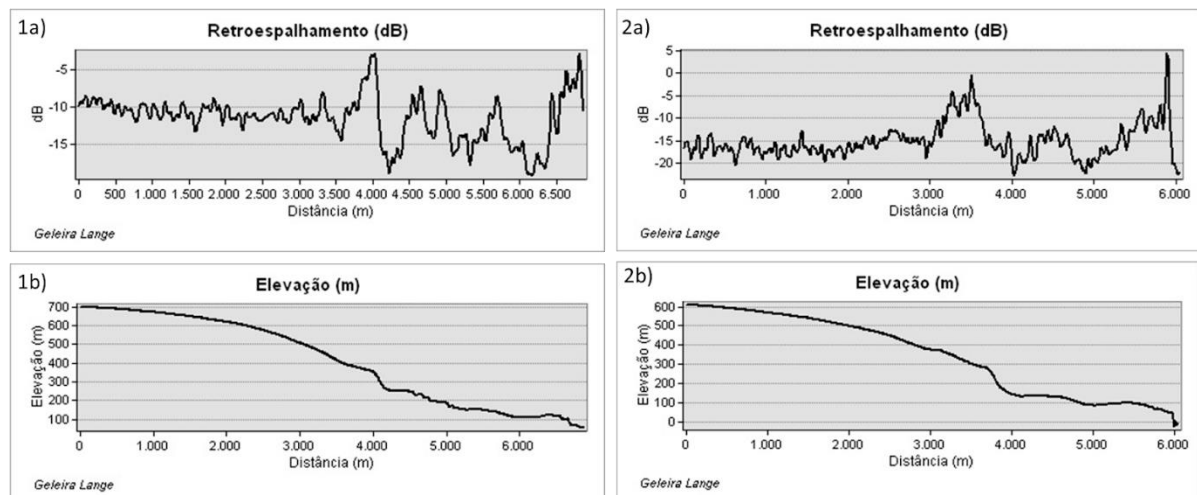 1a)
Retroespalhamento (dB)
-5
-10
-15
dB
0 500 1.000 1.500 2.000 2.500 3.000 3.500 4.000 4.500 5.000 5.500 6.000 6.500
Distância (m)
Geleira Lange
2a)
Retroespalhamento (dB)
5
0
-5
-10
-15
-20
dB
0 1.000 2.000 3.000 4.000 5.000 6.000
Distância (m)
Geleira Lange
1b)
Elevação (m)
700
600
500
400
300
200
100
Elevação (m)
0 1.000 2.000 3.000 4.000 5.000 6.000
Distância (m)
Geleira Lange
2b)
Elevação (m)
600
500
400
300
200
100
0
Elevação (m)
0 1.000 2.000 3.000 4.000 5.000 6.000
Distância (m)
Geleira Lange